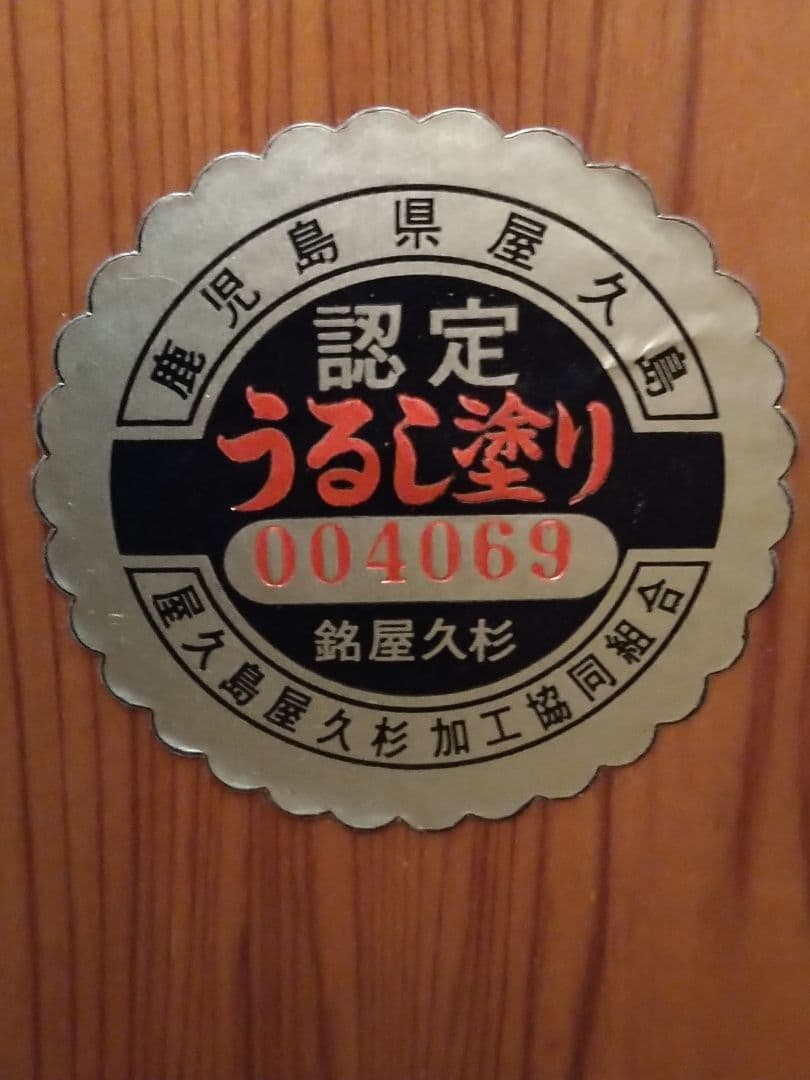 鹿児島県屋久島
認定
うるし塗り
004069
銘屋久杉
屋久島屋久杉加工協同組合